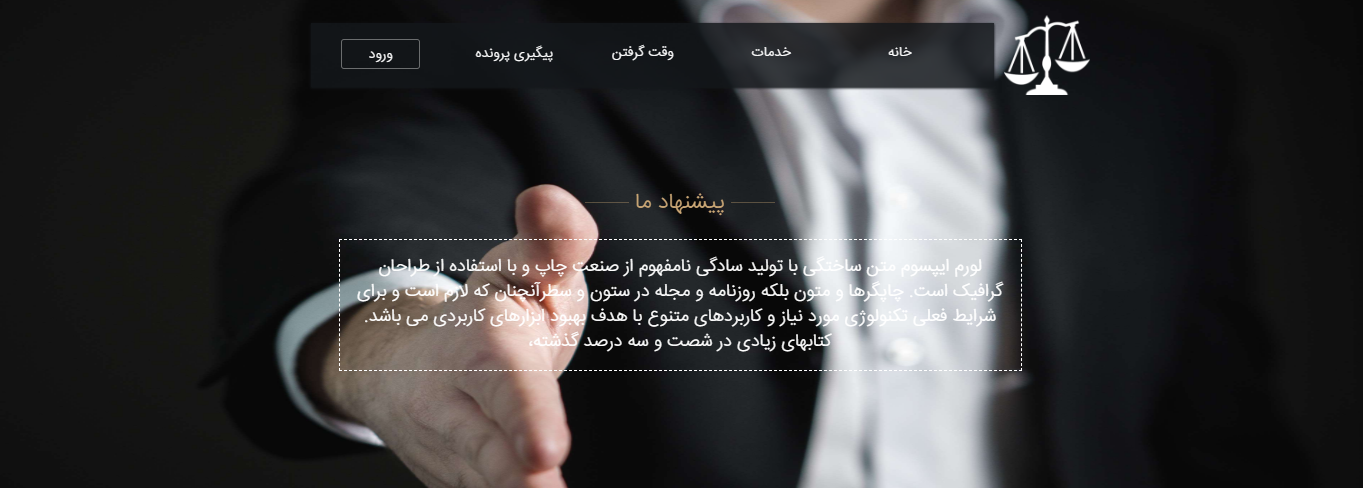 خانه
خدمات
وقت گرفتن
پیگیری پرونده
ورود
پیشنهاد ما
لورم ایپسوم متن ساختگی با تولید سادگی نامفهوم از صنعت چاپ و با استفاده از طراحان
گرافیک است. چاپگرها و متون بلکه روزنامه و مجله در ستون و سطرآنچنان که لازم است و برای
شرایط فعلی تکنولوژی مورد نیاز و کاربردهای متنوع با هدف بهبود ابزارهای کاربردی می باشد.
کتابهای زیادی در شصت و سه درصد گذشته،